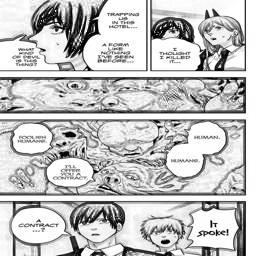 I
THOUGHT
I KILLED
IT...
TRAPPING
US IN
THIS
HOTEL...
A FORM
LIKE
NOTHING
I'VE SEEN
BEFORE...
WHAT
KIND
OF DEVIL
IS THIS
THING?
HUMAN.
HUMANS.
FOOLISH
HUMANS.
I'LL
OFFER
YOU A
CONTRACT.
IT
SPOKE!
A
CONTRACT
...?